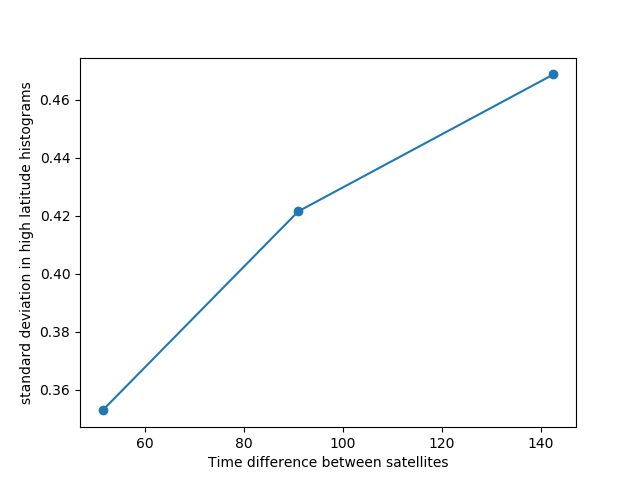 standard deviation in high latitude histograms
0.46
0.44
0.42
0.40
0.38
0.36
60 80 100 120 140
Time difference between satellites